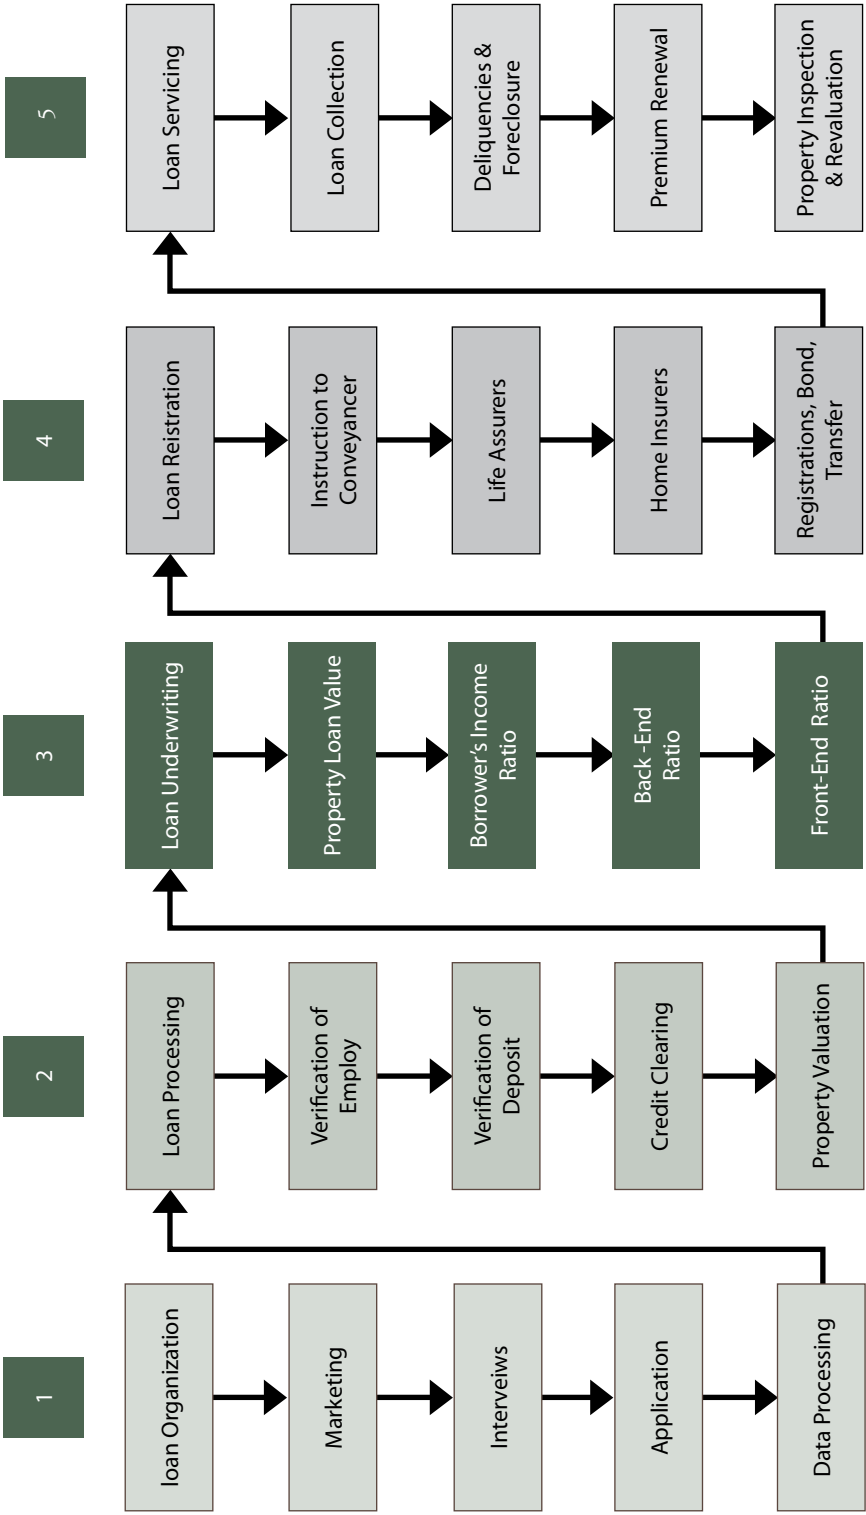 1
loan Organization
Marketing
Interveiws
Application
Data Processing
2
Loan Processing
Verification of
Employ
Verification of
Deposit
Credit Clearing
Property Valuation
3
Loan Underwriting
Property Loan Value
Borrower's Income
Ratio
Back -End
Ratio
Front-End Ratio
4
Loan Reistration
Instruction to
Conveyancer
Life Assurers
Home Insurers
Registrations, Bond,
Transfer
5
Loan Servicing
Loan Collection
Deliquencies &
Foreclosure
Premium Renewal
Property Inspection
& Revaluation